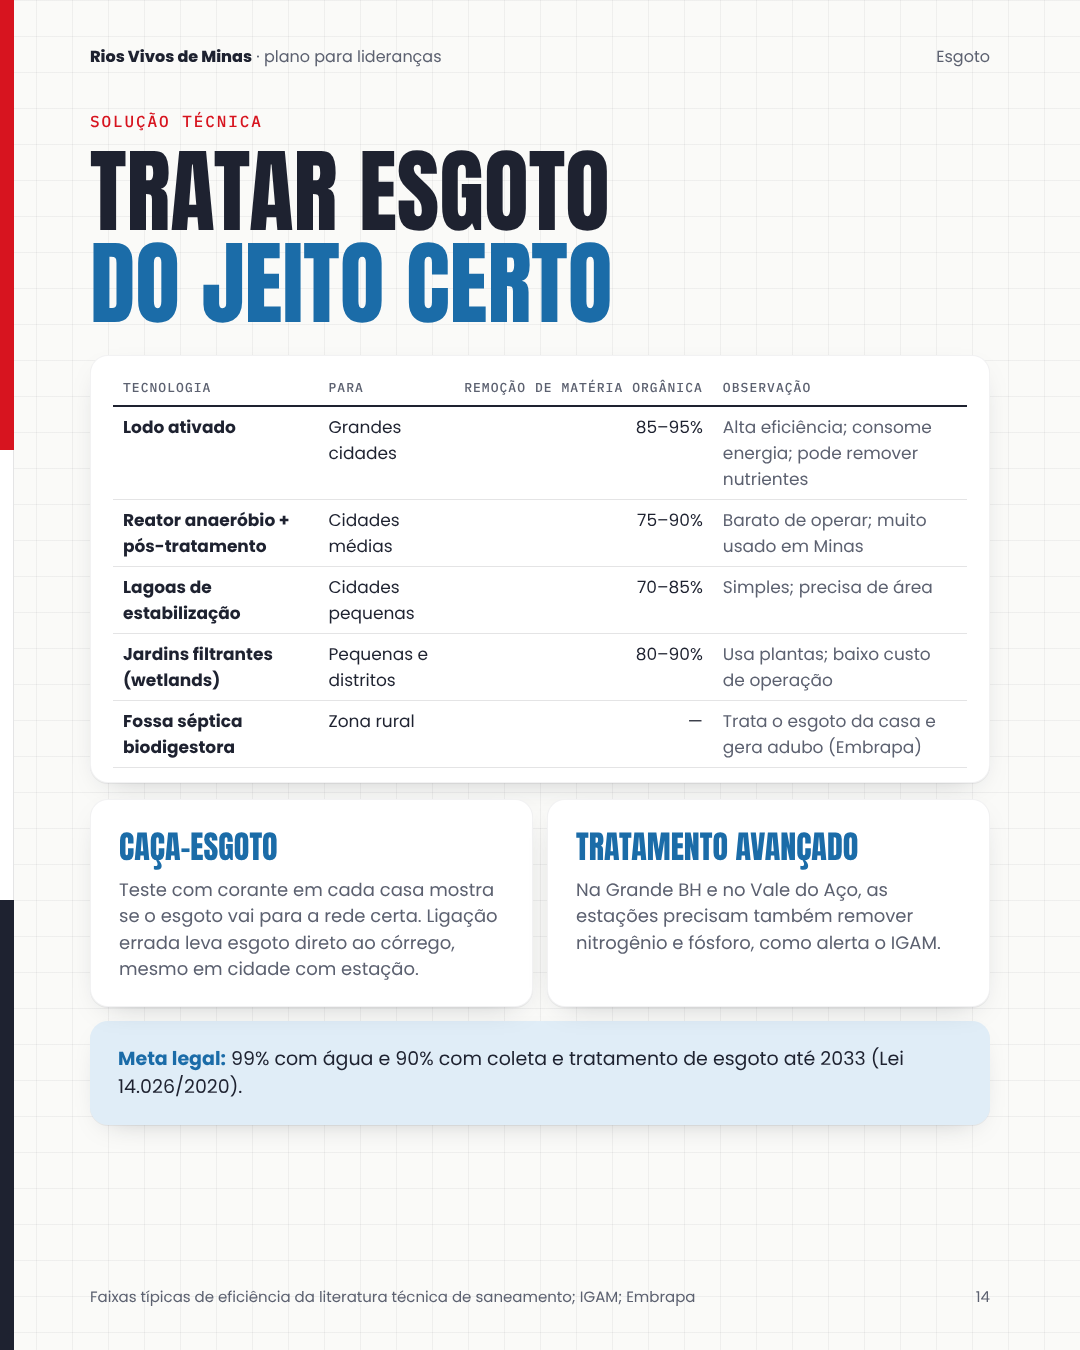 Rios Vivos de Minas · plano para lideranças
Esgoto
SOLUÇÃO TÉCNICA
TRATAR ESGOTO
DO JEITO CERTO
TECNOLOGIA PARA REMOÇÃO DE MATÉRIA ORGÂNICA OBSERVAÇÃO
Lodo ativado
Grandes
cidades
85–95%
Alta eficiência; consome
energia; pode remover
nutrientes
Reator anaeróbio +
pós-tratamento
Cidades
médias
75–90%
Barato de operar; muito
usado em Minas
Lagoas de
estabilização
Cidades
pequenas
70–85%
Simples; precisa de área
Jardins filtrantes
(wetlands)
Pequenas e
distritos
80–90%
Usa plantas; baixo custo
de operação
Fossa séptica
biodigestora
Zona rural
—
Trata o esgoto da casa e
gera adubo (Embrapa)
CAÇA-ESGOTO
Teste com corante em cada casa mostra
se o esgoto vai para a rede certa. Ligação
errada leva esgoto direto ao córrego,
mesmo em cidade com estação.
TRATAMENTO AVANÇADO
Na Grande BH e no Vale do Aço, as
estações precisam também remover
nitrogênio e fósforo, como alerta o IGAM.
Meta legal: 99% com água e 90% com coleta e tratamento de esgoto até 2033 (Lei
14.026/2020).
Faixas típicas de eficiência da literatura técnica de saneamento; IGAM; Embrapa
14